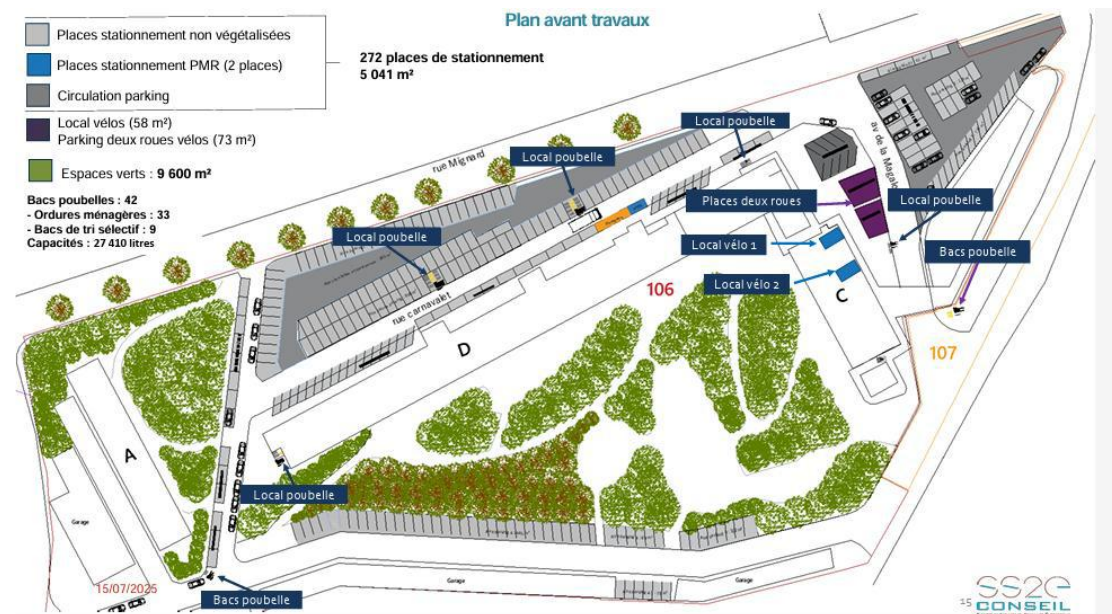 Plan avant travaux
Places stationnement non végétalisées
Places stationnement PMR (2 places)
Circulation parking
272 places de stationnement
5 041 m²
Local vélos (58 m²)
Parking deux roues vélos (73 m²)
Espaces verts : 9 600 m²
Bacs poubelles : 42
- Ordures ménagères : 33
- Bacs de tri sélectif : 9
Capacités : 27 410 litres
rue Mignard
Local poubelle
Local poubelle
Local poubelle
av de la Magalo
Places deux roues
Local poubelle
Local vélo 1
Bacs poubelle
Local vélo 2
106
C
rue carnavalet
D
107
A
Local poubelle
Garage
Garage
Garage
15/07/2025
Bacs poubelle
15
SS2E
CONSEIL